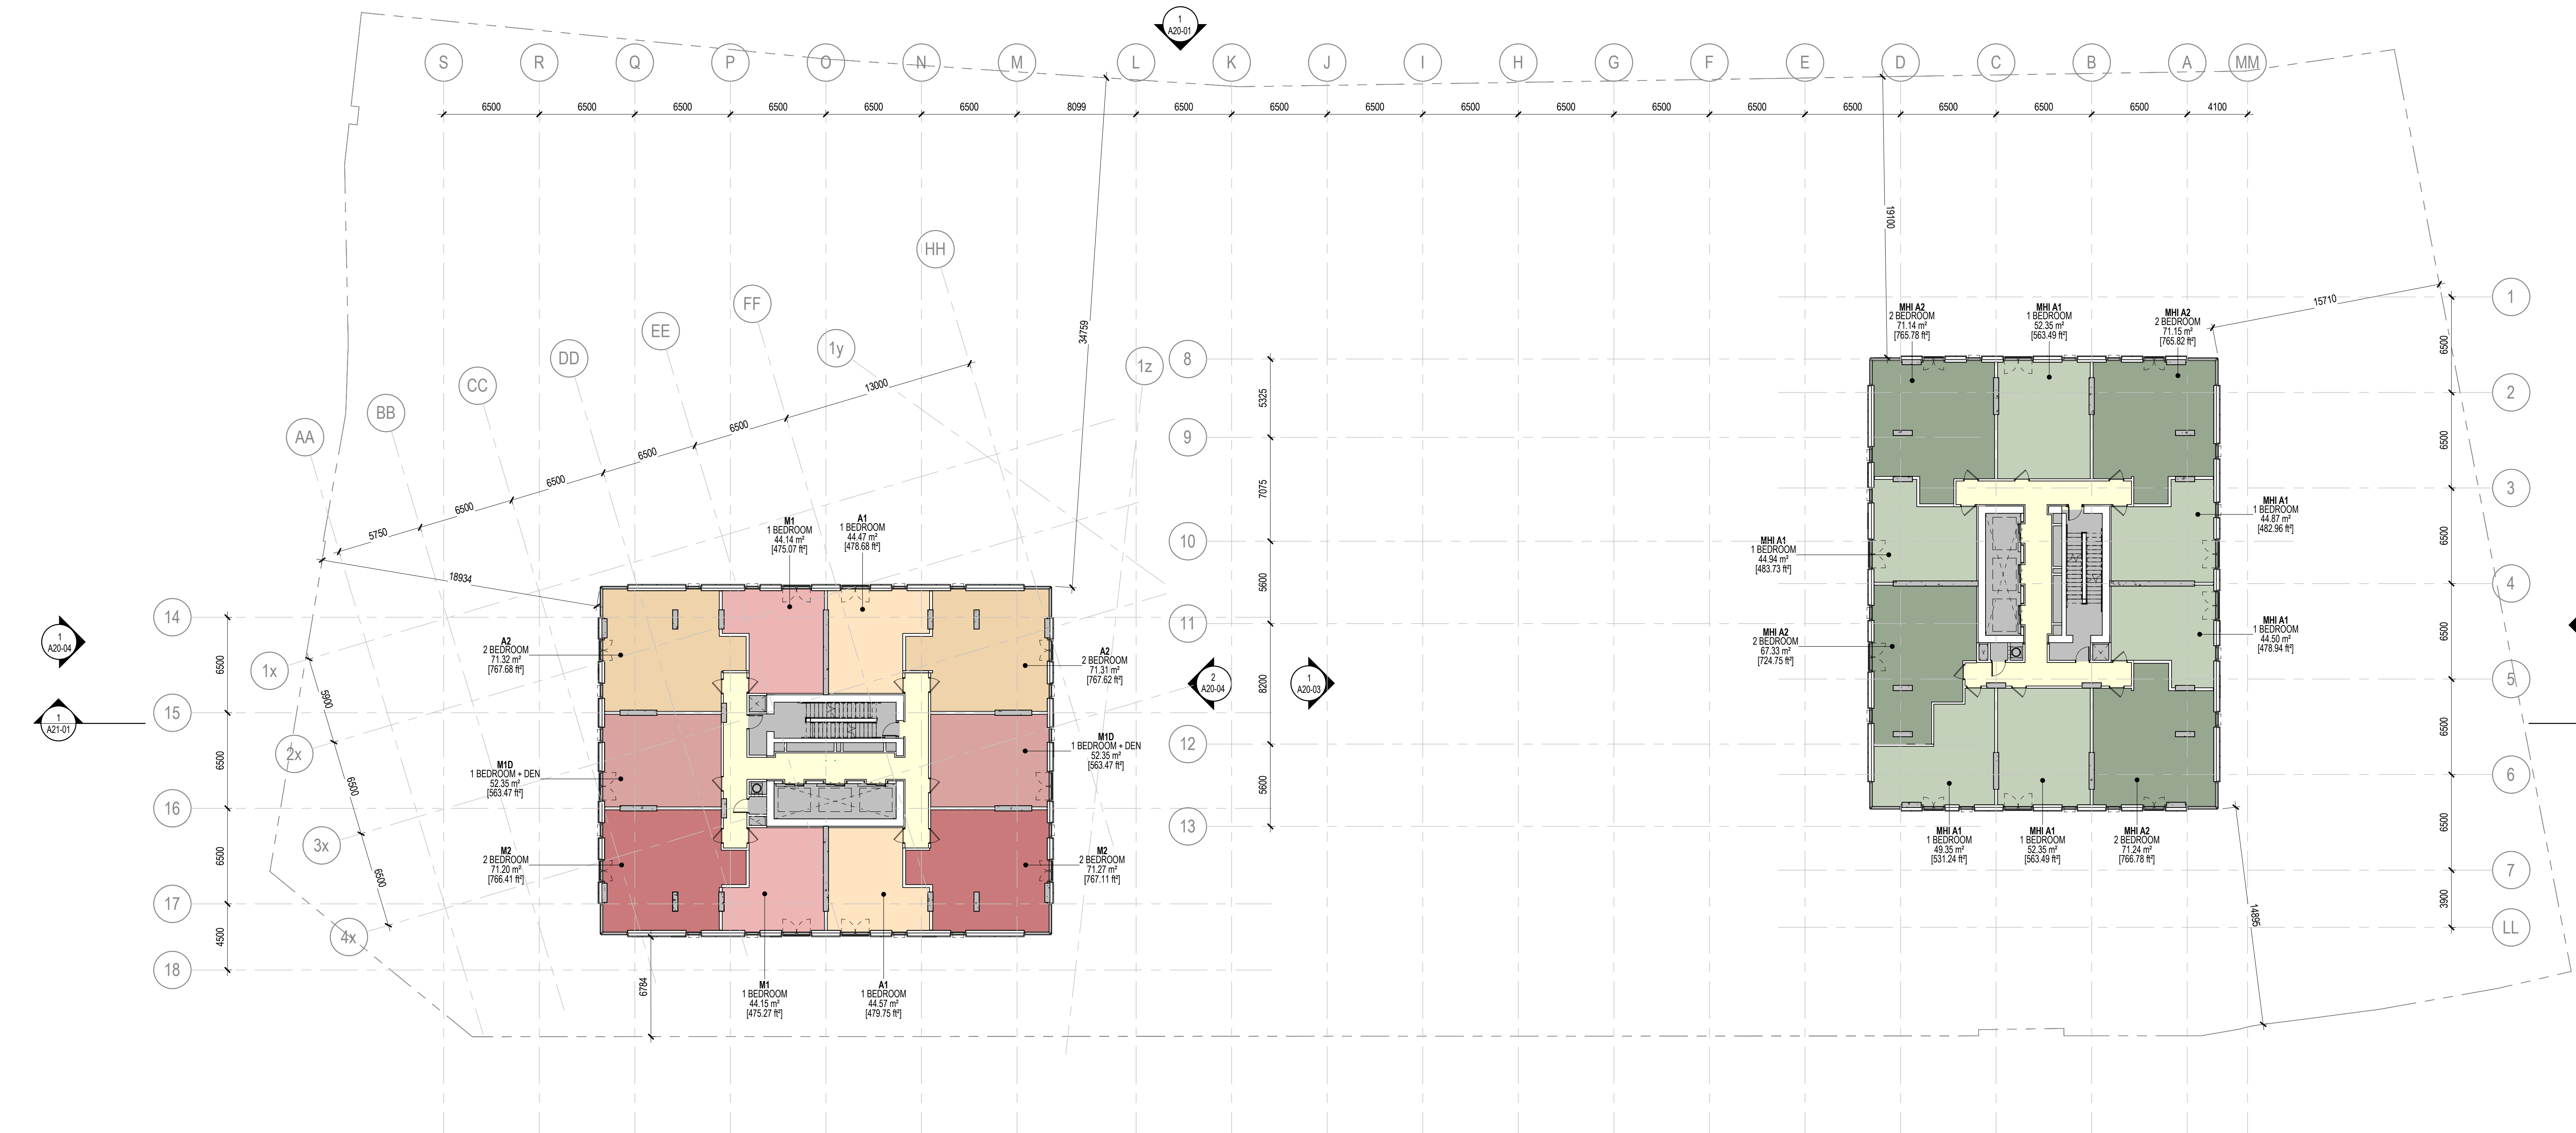 1
A20-01
S
R
Q
P
O
N
M
L
K
J
I
H
G
F
E
D
C
B
A
MM
6500
6500
6500
6500
6500
6500
8099
6500
6500
6500
6500
6500
6500
6500
6500
6500
6500
6500
4100
19100
34759
HH
FF
EE
DD
CC
BB
AA
1y
1z
13000
6500
6500
6500
6500
5750
18934
15710
8
9
10
11
12
13
5325
7075
5600
8200
5600
1
2
3
4
5
6
7
LL
6500
6500
6500
6500
6500
6500
3900
14895
MHI A2
2 BEDROOM
71.14 m²
[765.78 ft²]
MHI A1
1 BEDROOM
52.35 m²
[563.49 ft²]
MHI A2
2 BEDROOM
71.15 m²
[765.82 ft²]
MHI A1
1 BEDROOM
44.87 m²
[482.96 ft²]
MHI A1
1 BEDROOM
44.94 m²
[483.73 ft²]
MHI A2
2 BEDROOM
67.33 m²
[724.75 ft²]
MHI A1
1 BEDROOM
44.50 m²
[478.94 ft²]
MHI A1
1 BEDROOM
49.35 m²
[531.24 ft²]
MHI A1
1 BEDROOM
52.35 m²
[563.49 ft²]
MHI A2
2 BEDROOM
71.24 m²
[766.78 ft²]
M1
1 BEDROOM
44.14 m²
[475.07 ft²]
A1
1 BEDROOM
44.47 m²
[478.68 ft²]
A2
2 BEDROOM
71.32 m²
[767.68 ft²]
A2
2 BEDROOM
71.31 m²
[767.62 ft²]
M1D
1 BEDROOM + DEN
52.35 m²
[563.47 ft²]
M1D
1 BEDROOM + DEN
52.35 m²
[563.47 ft²]
M2
2 BEDROOM
71.20 m²
[766.41 ft²]
M2
2 BEDROOM
71.27 m²
[767.11 ft²]
M1
1 BEDROOM
44.15 m²
[475.27 ft²]
A1
1 BEDROOM
44.57 m²
[479.75 ft²]
1
A20-04
1
A21-01
2
A20-04
1
A20-03
14
15
16
17
18
6500
6500
6500
4500
1x
2x
3x
4x
5900
6500
6500
6784